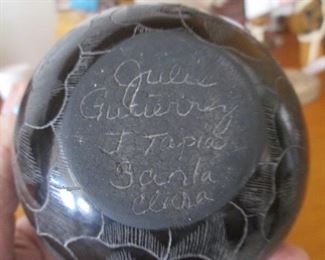 Julie
Gutierrez
J. Tapia
Santa
Clara